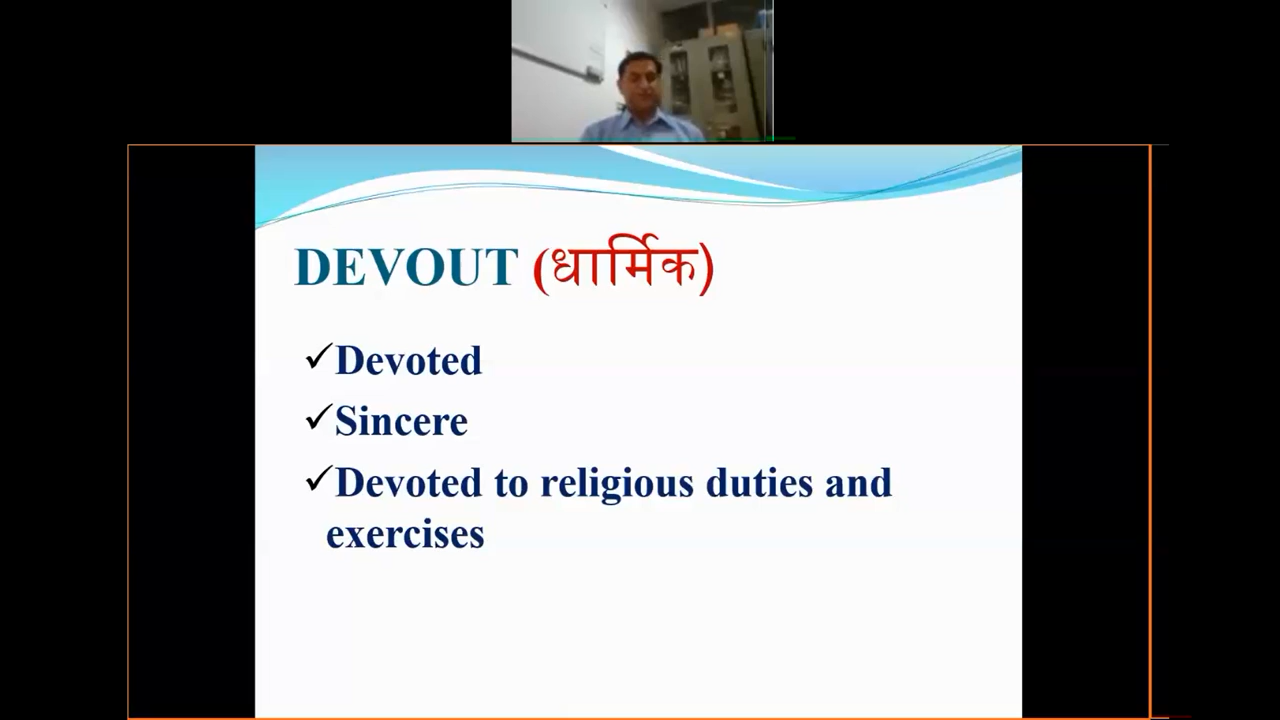 DEVOUT (धार्मिक)
✓Devoted
✓Sincere
✓Devoted to religious duties and
exercises